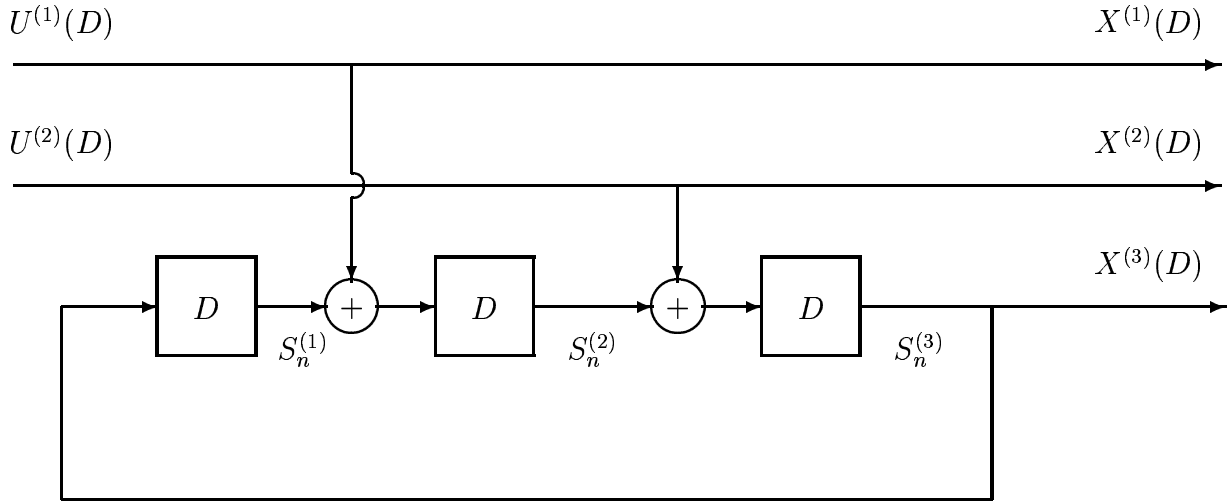 U^{(1)}(D) X^{(1)}(D)
U^{(2)}(D) X^{(2)}(D)
X^{(3)}(D)
D + D + D
S_n^{(1)} S_n^{(2)} S_n^{(3)}